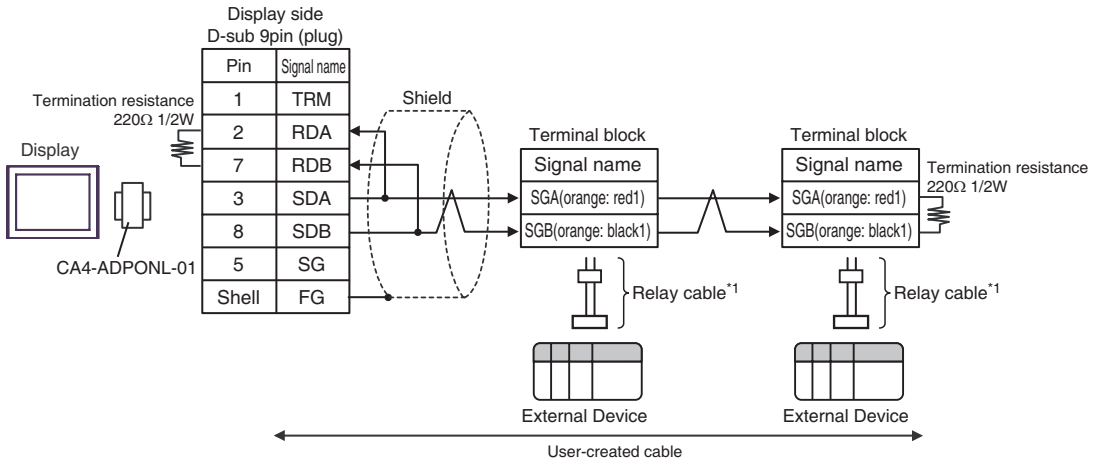 Display side
D-sub 9pin (plug)
Pin Signal name
1 TRM
2 RDA
7 RDB
3 SDA
8 SDB
5 SG
Shell FG
Termination resistance
220Ω 1/2W
Display
CA4-ADPONL-01
Shield
Terminal block
Signal name
SGA(orange: red1)
SGB(orange: black1)
Relay cable*1
External Device
Terminal block
Signal name
SGA(orange: red1)
SGB(orange: black1)
Termination resistance
220Ω 1/2W
Relay cable*1
External Device
User-created cable